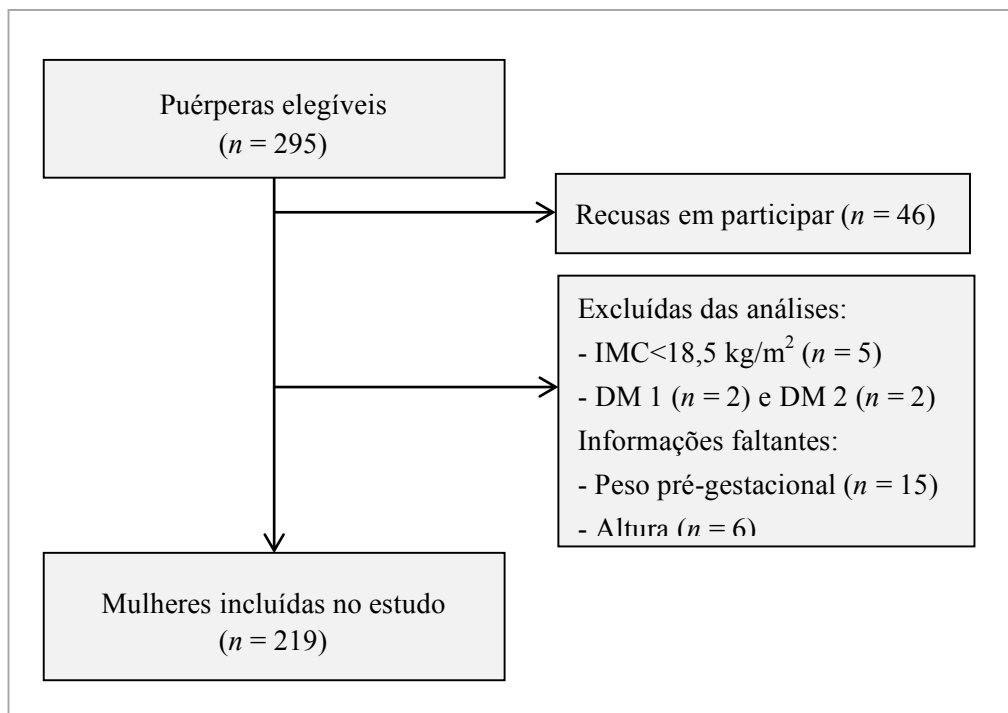 Puérperas elegíveis
(n = 295)
Recusas em participar (n = 46)
Excluídas das análises:
- IMC<18,5 kg/m² (n = 5)
- DM 1 (n = 2) e DM 2 (n = 2)
Informações faltantes:
- Peso pré-gestacional (n = 15)
- Altura (n = 6)
Mulheres incluídas no estudo
(n = 219)